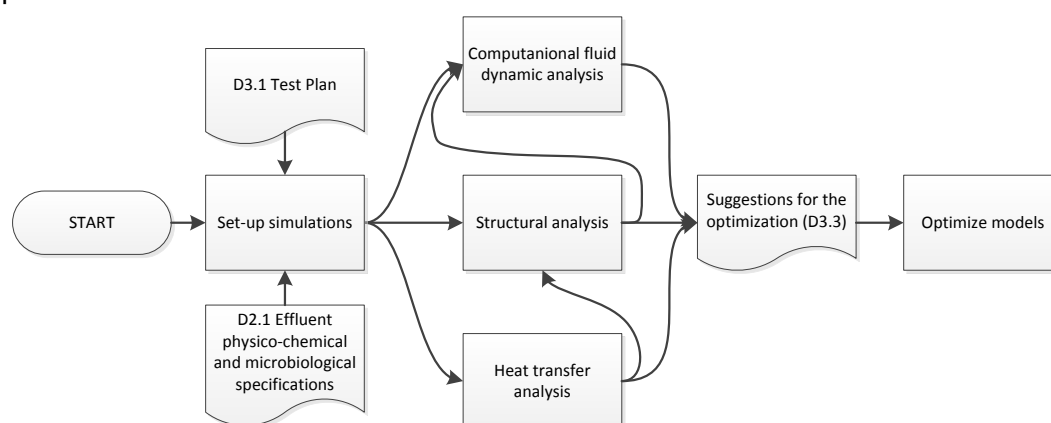 Computanional fluid
dynamic analysis
D3.1 Test Plan
START
Set-up simulations
Structural analysis
Suggestions for the
optimization (D3.3)
Optimize models
D2.1 Effluent
physico-chemical
and microbiological
specifications
Heat transfer
analysis